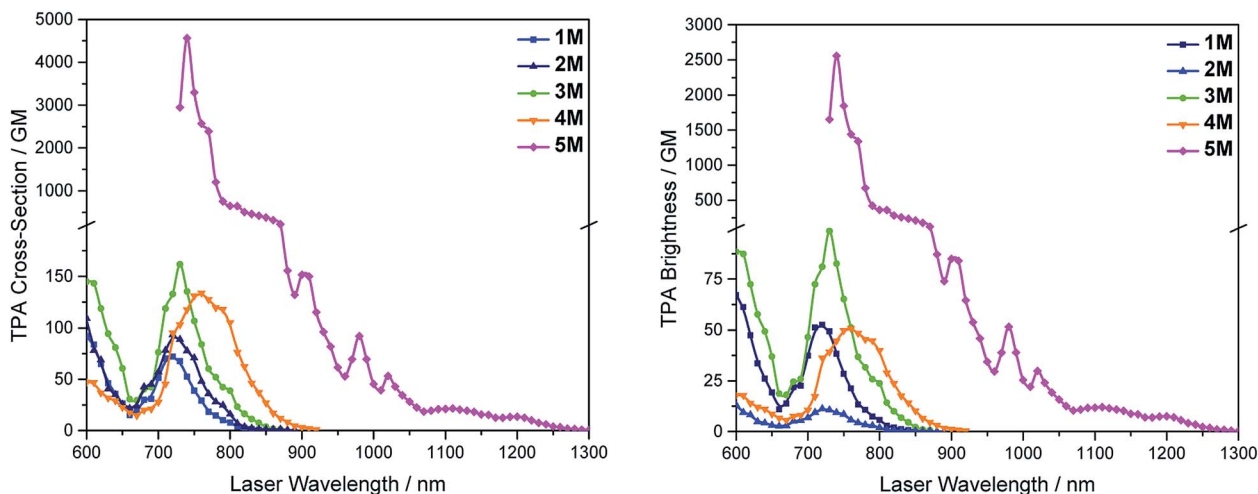 TPA Cross-Section / GM
5000
4000
3000
2000
1000
150
100
50
0
600
700
800
900
1000
1100
1200
1300
Laser Wavelength / nm
1M
2M
3M
4M
5M
TPA Brightness / GM
3000
2500
2000
1500
1000
500
75
50
25
0
600
700
800
900
1000
1100
1200
1300
Laser Wavelength / nm
1M
2M
3M
4M
5M